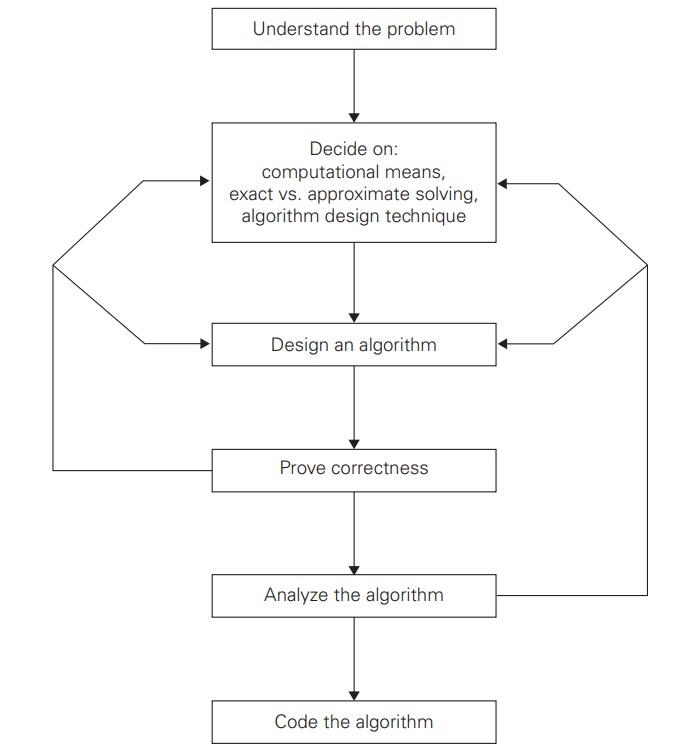 Understand the problem
Decide on:
computational means,
exact vs. approximate solving,
algorithm design technique
Design an algorithm
Prove correctness
Analyze the algorithm
Code the algorithm